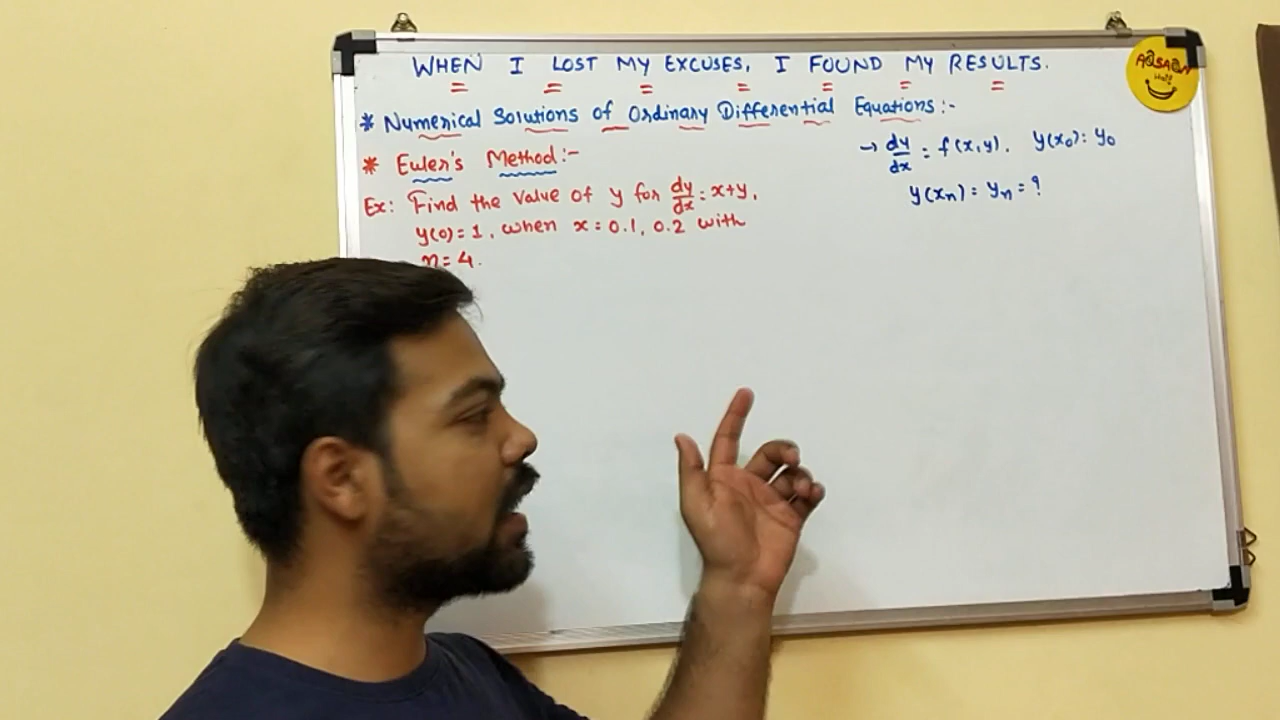 WHEN I LOST MY EXCUSES, I FOUND MY RESULTS.
* Numerical Solutions of Ordinary Differential Equations:-
* Euler's Method:-
Ex: Find the value of y for dy/dx = x+y,
y(0) = 1, when x = 0.1, 0.2 with
n = 4.
→ dy/dx = f(x,y). y(x₀) = y₀
y(xₙ) = yₙ = ?